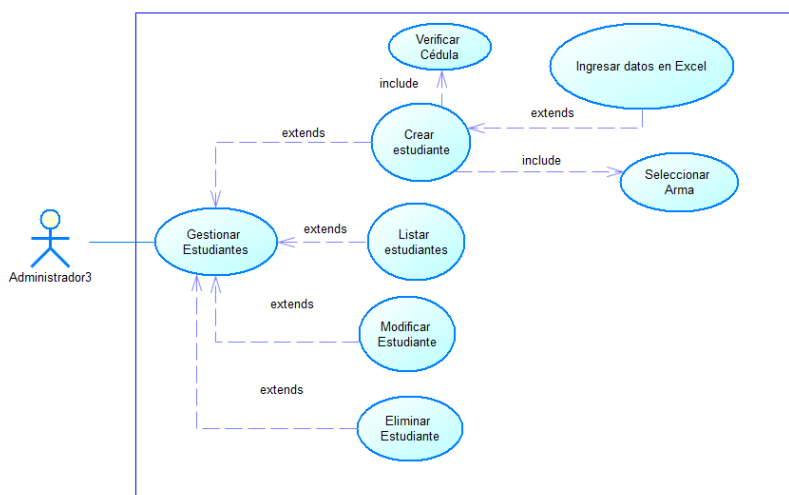 Verificar
Cédula
Ingresar datos en Excel
include
extends
extends
Crear
estudiante
include
Seleccionar
Arma
Gestionar
Estudiantes
extends
Listar
estudiantes
Administrador3
extends
Modificar
Estudiante
extends
Eliminar
Estudiante